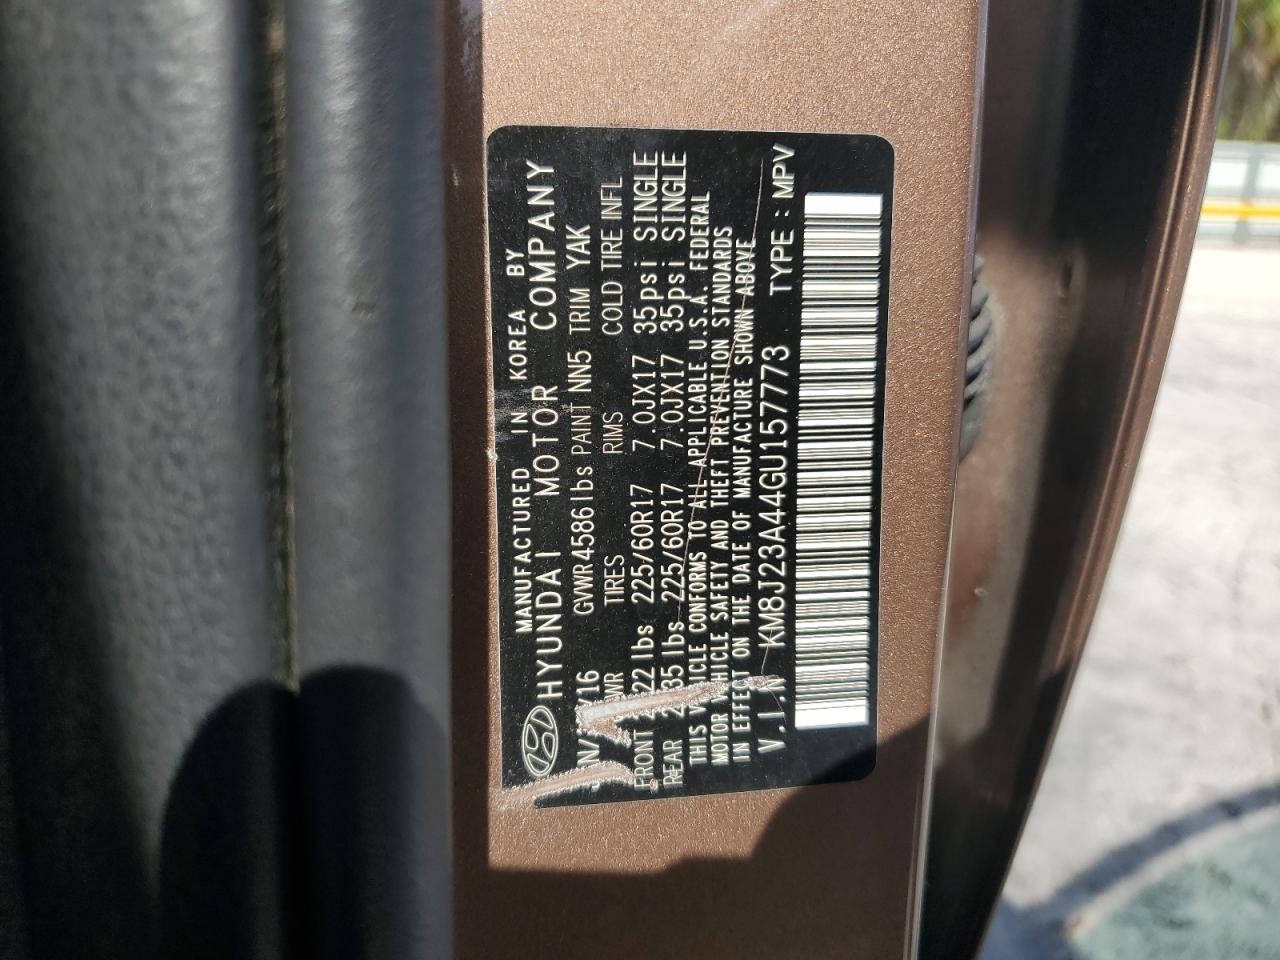 MANUFACTURED IN KOREA BY
HYUNDAI MOTOR COMPANY
/16 GVWR 4586lbs PAINT NN5 TRIM YAK
TIRES RIMS COLD TIRE INFL
FRONT lbs 225/60R17 7.0JX17 35psi SINGLE
REAR lbs 225/60R17 7.0JX17 35psi SINGLE
THIS VEHICLE CONFORMS TO ALL APPLICABLE U.S.A. FEDERAL
MOTOR VEHICLE SAFETY AND THEFT PREVENTION STANDARDS
IN EFFECT ON THE DATE OF MANUFACTURE SHOWN ABOVE
V.I.N KM8J23A44GU157773 TYPE : MPV